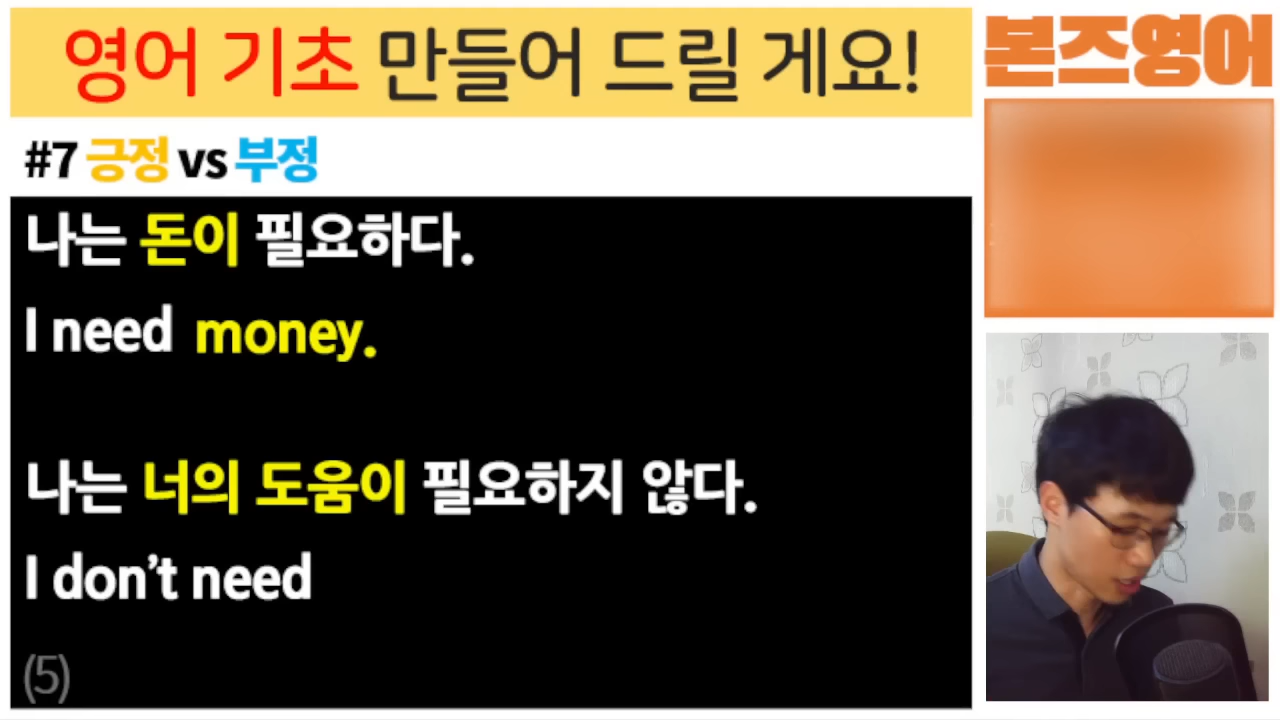 영어 기초 만들어 드릴 게요!
본즈영어
#7 긍정 vs 부정
나는 돈이 필요하다.
I need money.
나는 너의 도움이 필요하지 않다.
I don’t need
(5)